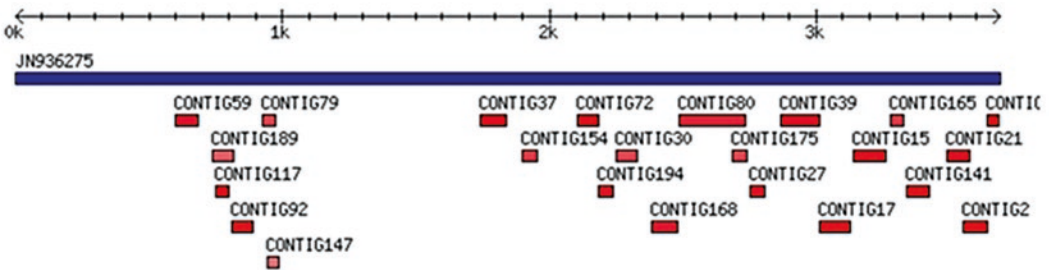 0k 1k 2k 3k
JN936275
CONTIG59 CONTIG79 CONTIG37 CONTIG72 CONTIG80 CONTIG39 CONTIG165
CONTIG189 CONTIG154 CONTIG30 CONTIG175 CONTIG15 CONTIG21
CONTIG117 CONTIG194 CONTIG27 CONTIG141
CONTIG92 CONTIG168 CONTIG17 CONTIG2
CONTIG147